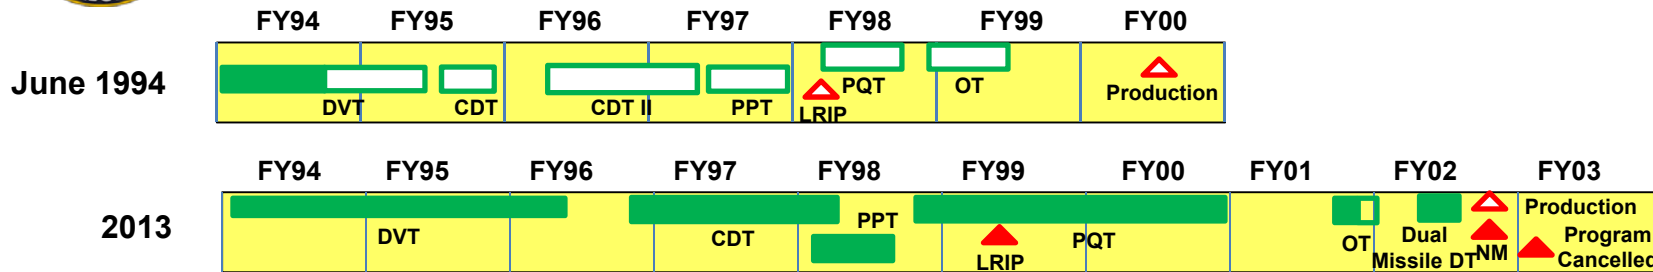 FY94 FY95 FY96 FY97 FY98 FY99 FY00
June 1994
DVT CDT CDT II PPT LRIP PQT OT Production
FY94 FY95 FY96 FY97 FY98 FY99 FY00 FY01 FY02 FY03
2013
DVT CDT PPT LRIP PQT OT Dual
Missile DT NM Production
Program
Cancelled